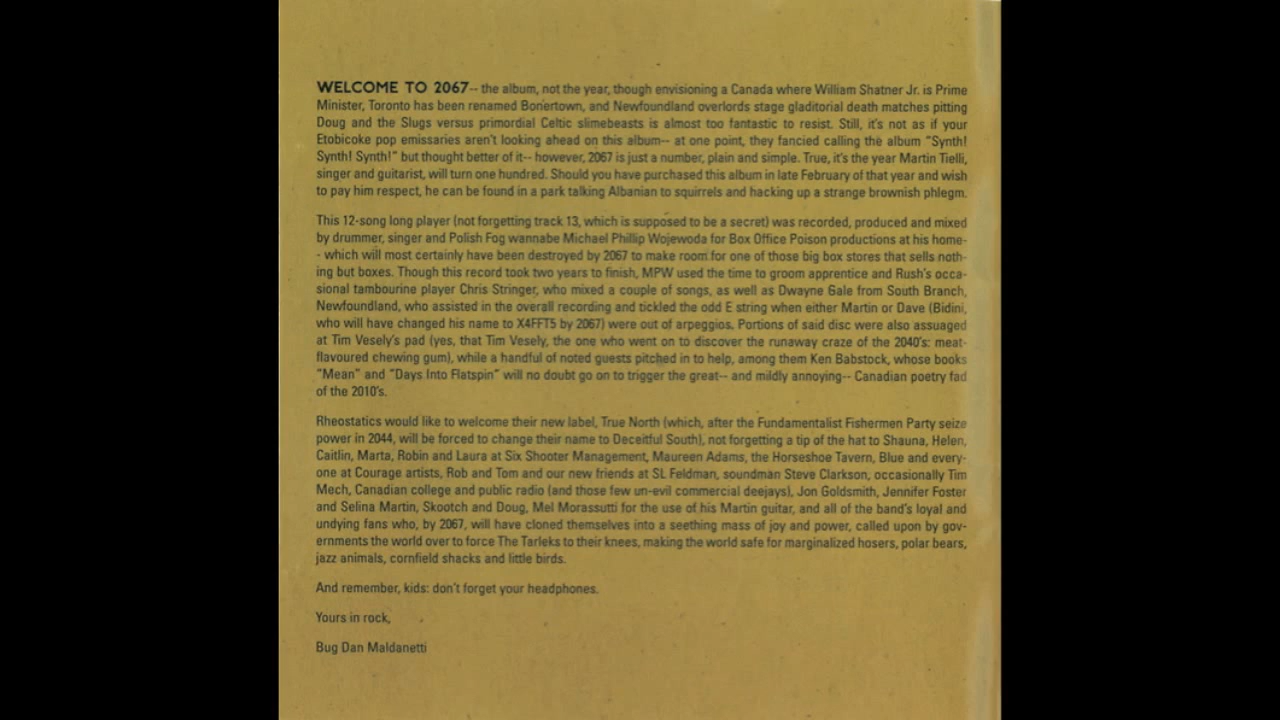 WELCOME TO 2067-- the album, not the year, though envisioning a Canada where William Shatner Jr. is Prime
Minister, Toronto has been renamed Bonertown, and Newfoundland overlords stage gladitorial death matches pitting
Doug and the Slugs versus primordial Celtic slimebeasts is almost too fantastic to resist. Still, it's not as if your
Etobicoke pop emissaries aren't looking ahead on this album-- at one point, they fancied calling the album "Synth!
Synth! Synth!" but thought better of it-- however, 2067 is just a number, plain and simple. True, it's the year Martin Tielli,
singer and guitarist, will turn one hundred. Should you have purchased this album in late February of that year and wish
to pay him respect, he can be found in a park talking Albanian to squirrels and hacking up a strange brownish phlegm.
This 12-song long player (not forgetting track 13, which is supposed to be a secret) was recorded, produced and mixed
by drummer, singer and Polish Fog wannabe Michael Phillip Wojewoda for Box Office Poison productions at his home-
- which will most certainly have been destroyed by 2067 to make room for one of those big box stores that sells noth-
ing but boxes. Though this record took two years to finish, MPW used the time to groom apprentice and Rush's occa-
sional tambourine player Chris Stringer, who mixed a couple of songs, as well as Dwayne Gale from South Branch,
Newfoundland, who assisted in the overall recording and tickled the odd E string when either Martin or Dave (Bidini,
who will have changed his name to X4FFT5 by 2067) were out of arpeggios. Portions of said disc were also assuaged
at Tim Vesely's pad (yes, that Tim Vesely, the one who went on to discover the runaway craze of the 2040's: meat-
flavoured chewing gum), while a handful of noted guests pitched in to help, among them Ken Babstock, whose books
"Mean" and "Days Into Flatspin" will no doubt go on to trigger the great-- and mildly annoying-- Canadian poetry fad
of the 2010's.
Rheostatics would like to welcome their new label, True North (which, after the Fundamentalist Fishermen Party seize
power in 2044, will be forced to change their name to Deceitful South), not forgetting a tip of the hat to Shauna, Helen,
Caitlin, Marta, Robin and Laura at Six Shooter Management, Maureen Adams, the Horseshoe Tavern, Blue and every-
one at Courage artists, Rob and Tom and our new friends at SL Feldman, soundman Steve Clarkson, occasionally Tim
Mech, Canadian college and public radio (and those few un-evil commercial deejays), Jon Goldsmith, Jennifer Foster
and Selina Martin, Skootch and Doug, Mel Morassutti for the use of his Martin guitar, and all of the band's loyal and
undying fans who, by 2067, will have cloned themselves into a seething mass of joy and power, called upon by gov-
ernments the world over to force The Tarleks to their knees, making the world safe for marginalized hosers, polar bears,
jazz animals, cornfield shacks and little birds.
And remember, kids: don't forget your headphones.
Yours in rock,
Bug Dan Maldanetti